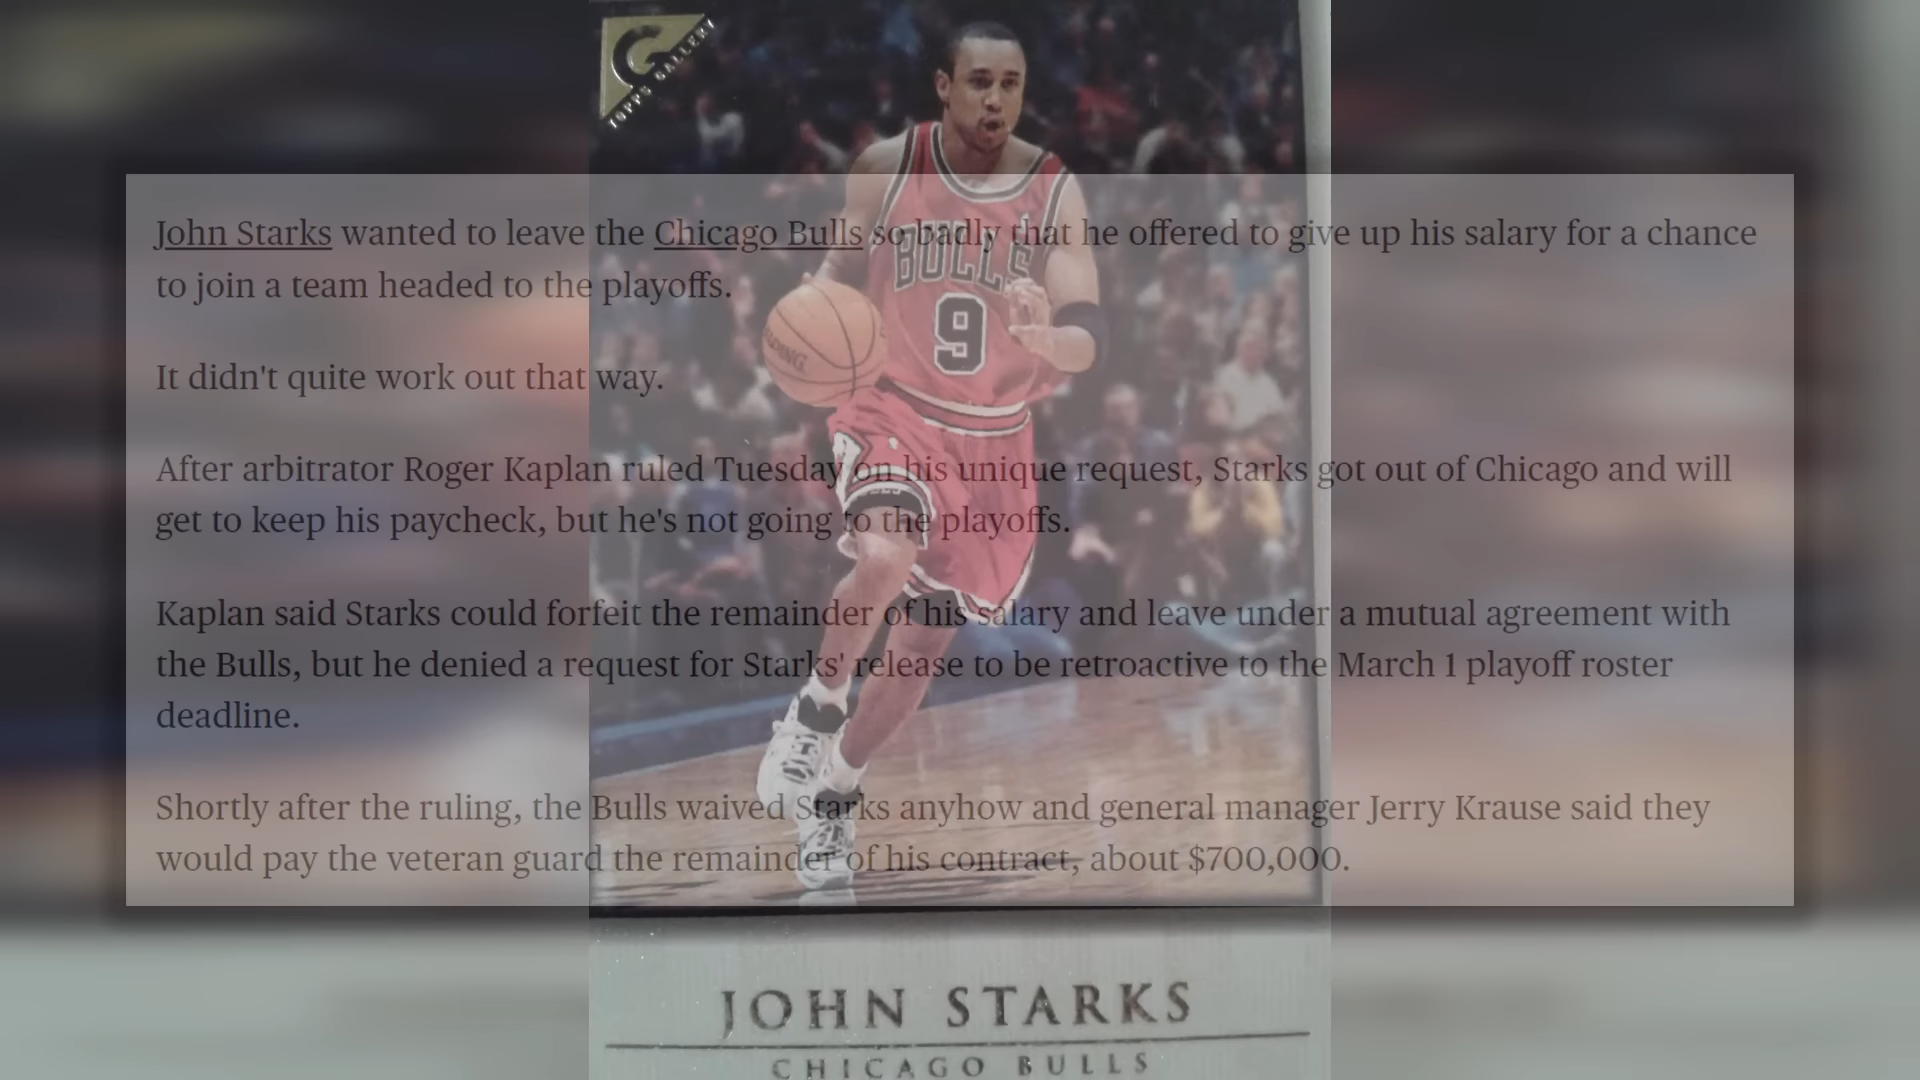 TOPPS GALLERY
John Starks wanted to leave the Chicago Bulls so badly that he offered to give up his salary for a chance
to join a team headed to the playoffs.
It didn't quite work out that way.
After arbitrator Roger Kaplan ruled Tuesday on his unique request, Starks got out of Chicago and will
get to keep his paycheck, but he's not going to the playoffs.
Kaplan said Starks could forfeit the remainder of his salary and leave under a mutual agreement with
the Bulls, but he denied a request for Starks' release to be retroactive to the March 1 playoff roster
deadline.
Shortly after the ruling, the Bulls waived Starks anyhow and general manager Jerry Krause said they
would pay the veteran guard the remainder of his contract, about $700,000.
BULLS
9
JOHN STARKS
CHICAGO BULLS